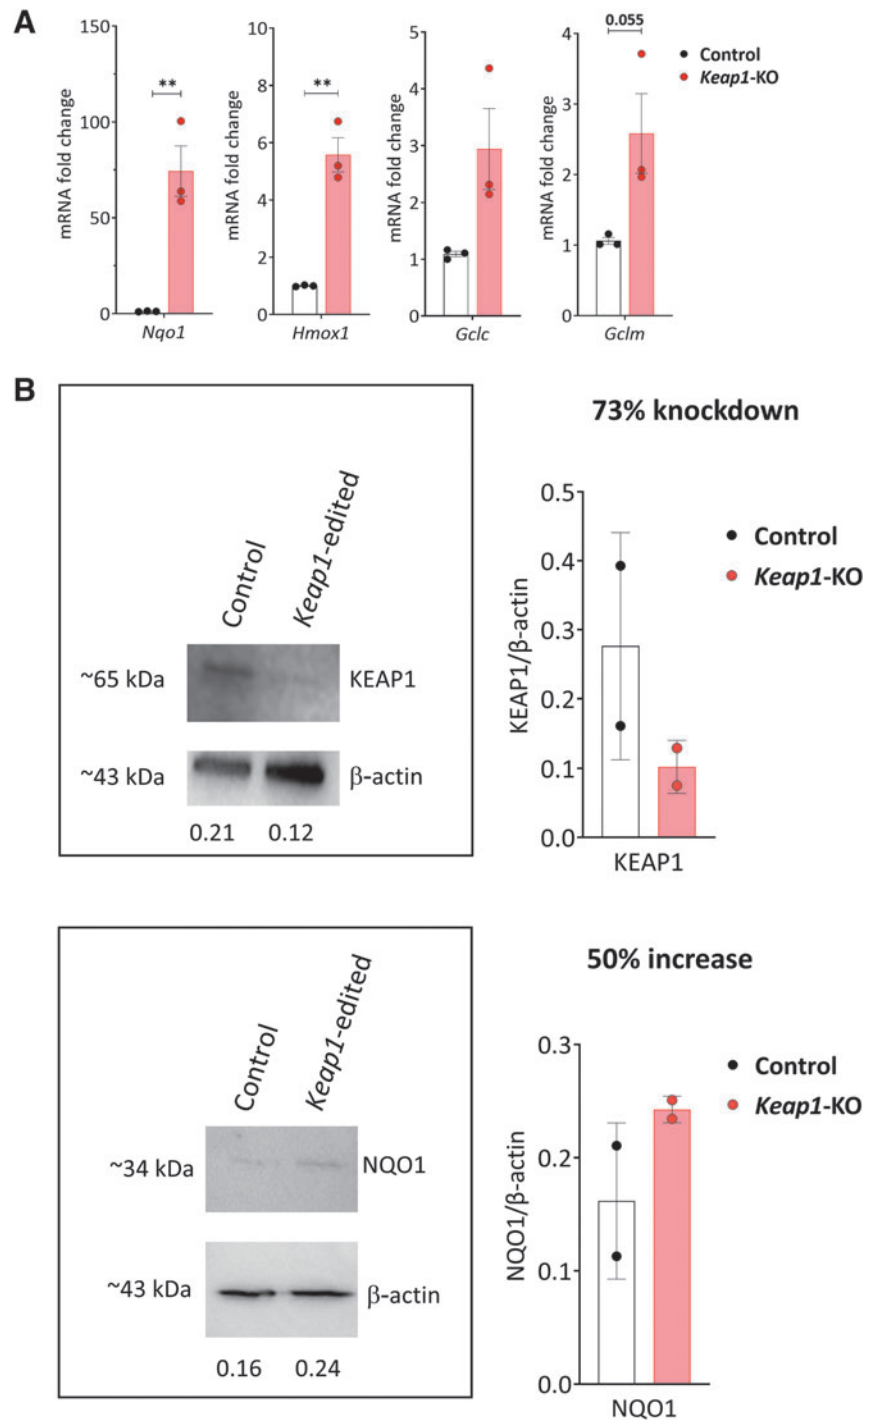 A
mRNA fold change
150
100
50
0
**
Nqo1
mRNA fold change
10
8
6
4
2
0
**
Hmox1
mRNA fold change
5
4
3
2
1
0
Gclc
mRNA fold change
4
3
2
1
0
0.055
Gclm
Control
Keap1-KO
B
Control
Keap1-edited
~65 kDa
KEAP1
~43 kDa
β-actin
0.21 0.12
73% knockdown
KEAP1/β-actin
0.5
0.4
0.3
0.2
0.1
0.0
KEAP1
Control
Keap1-KO
Control
Keap1-edited
~34 kDa
NQO1
~43 kDa
β-actin
0.16 0.24
50% increase
NQO1/β-actin
0.3
0.2
0.1
0.0
NQO1
Control
Keap1-KO